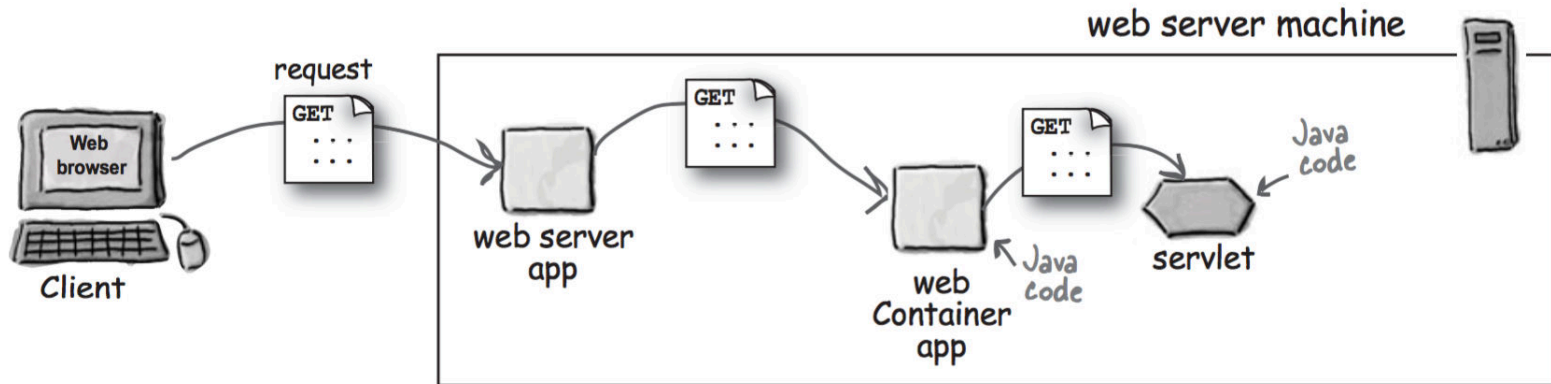 web server machine
request
GET
...
...
Web
browser
Client
web server
app
GET
...
...
web
Container
app
Java
code
GET
...
...
servlet
Java
code